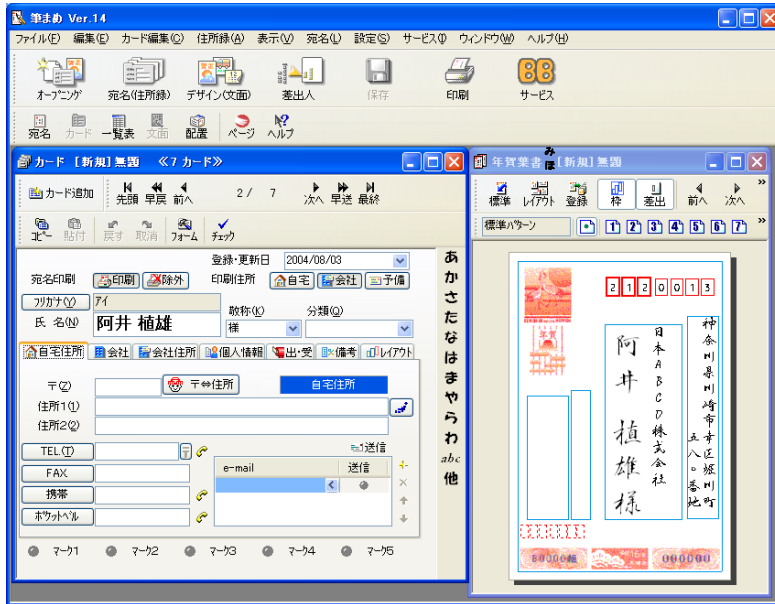 筆まめ Ver.14
ファイル(F) 編集(E) カード編集(C) 住所録(A) 表示(V) 宛名(L) 設定(S) サービス(I) ウィンドウ(W) ヘルプ(H)
オープニング 宛名(住所録) デザイン(文面) 差出人 保存 印刷 サービス
宛名 カード 一覧表 文面 配置 ページ ヘルプ
カード [新規]無題 ≪7 カード≫
カード追加 先頭 早戻 前へ 2 / 7 次へ 早送 最終
コピー 貼付 戻す 取消 フォーム チェック
登録・更新日 2004/08/03
宛名印刷 印刷 除外 印刷住所 自宅 会社 予備
フリガナ(Y) アイ 敬称(K) 分類(Q)
氏 名(N) 阿井 植雄 様
自宅住所 会社 会社住所 個人情報 出・受 備考 レイアウト
〒(Z) 〒⇔住所 自宅住所
住所1(1)
住所2(2)
TEL.(T) 送信
FAX e-mail 送信
携帯
ポケットベル
マーク1 マーク2 マーク3 マーク4 マーク5
あ
か
さ
た
な
は
ま
や
ら
わ
abc
他
年賀葉書 [新規]無題
みほ
標準 レイアウト 登録 枠 差出 前へ 次へ
標準パターン 1 2 3 4 5 6 7
年賀
2120013
神奈川県川崎市幸区堀川町
五八〇番地
日本ABCD株式会社
阿井 植雄 様
B0000組 000000